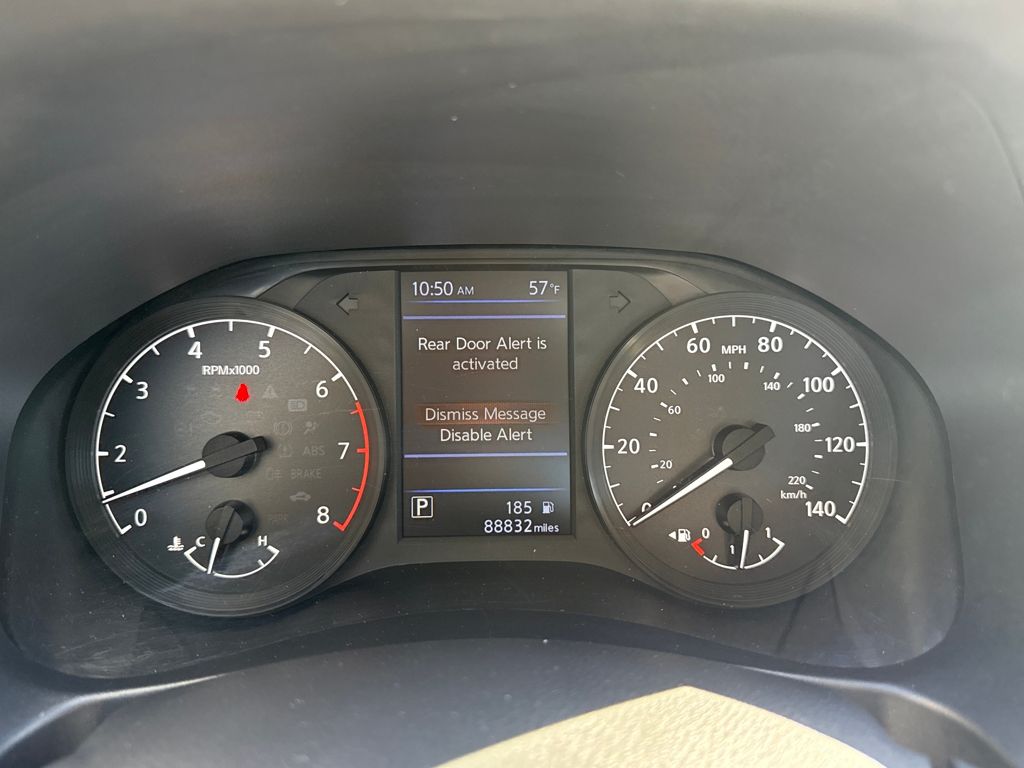 10:50 AM 57°F
Rear Door Alert is
activated
Dismiss Message
Disable Alert
P 185
88832 miles
RPMx1000
0 2 3 4 5 6 7 8
ABS
BRAKE
C H
MPH
0 20 40 60 80 100 120 140
km/h
20 60 100 140 180 220
0 1 1